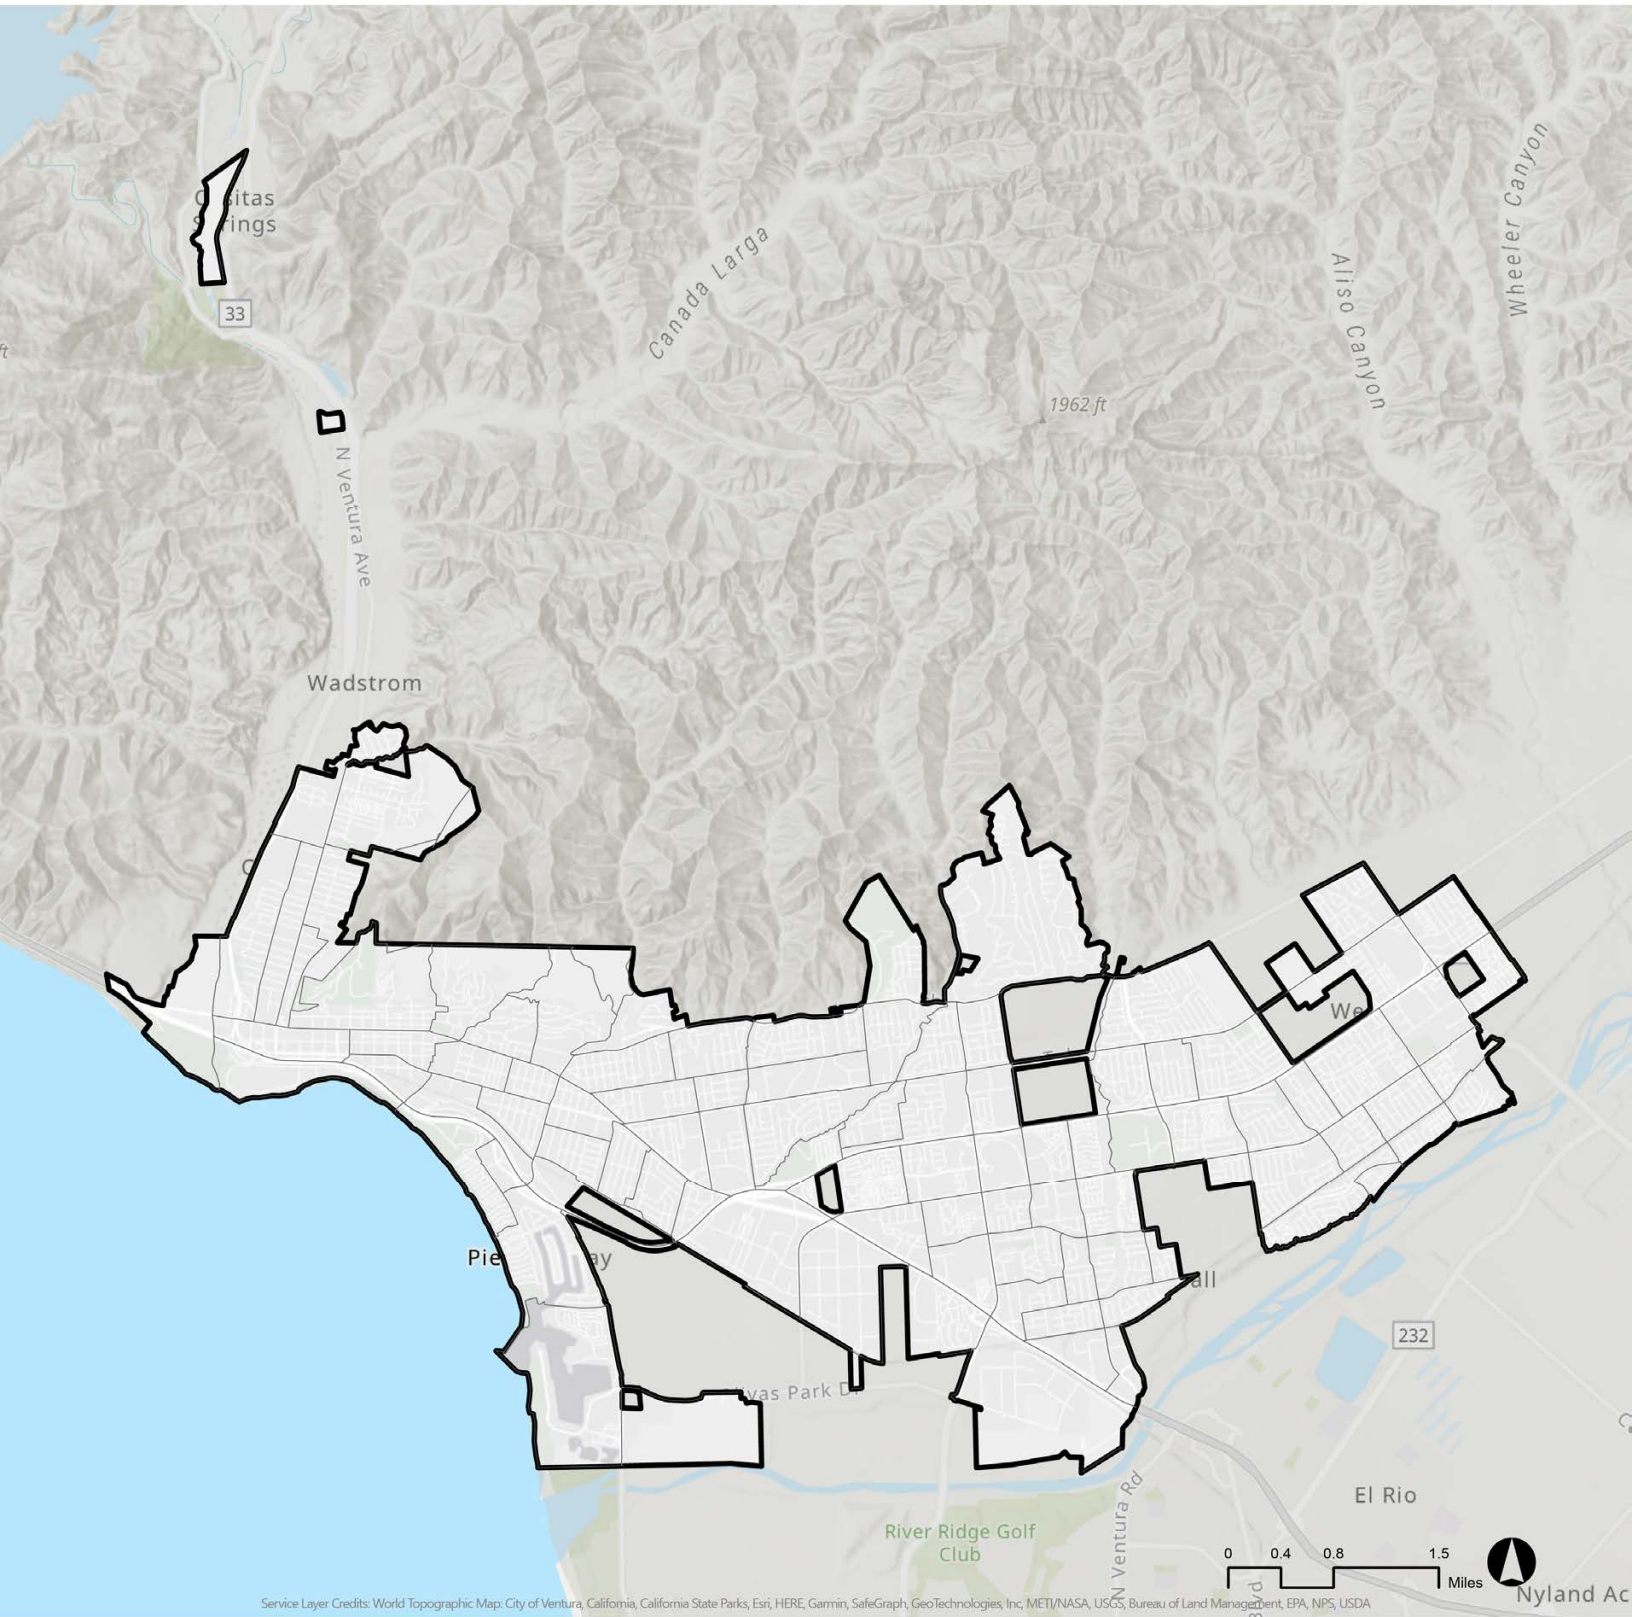 Wheeler Canyon
Canada Larga
Aliso Canyon
33
1962 ft
N Ventura Ave
Wadstrom
ft
232
El Rio
River Ridge Golf
Club
N Ventura Rd
0 0.4 0.8 1.5
Miles
Nyland Ac
Service Layer Credits: World Topographic Map: City of Ventura, California, California State Parks, Esri, HERE, Garmin, SafeGraph, GeoTechnologies, Inc, METI/NASA, USGS, Bureau of Land Management, EPA, NPS, USDA